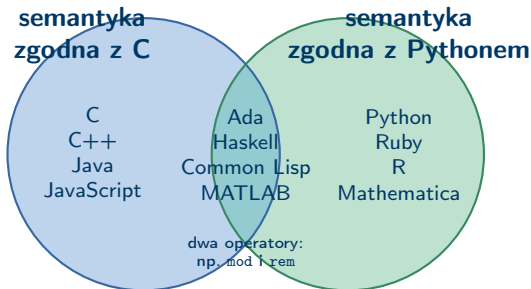 semantyka
zgodna z C
semantyka
zgodna z Pythonem
C
C++
Java
JavaScript
Ada
Haskell
Common Lisp
MATLAB
Python
Ruby
R
Mathematica
dwa operatory:
np. mod i rem